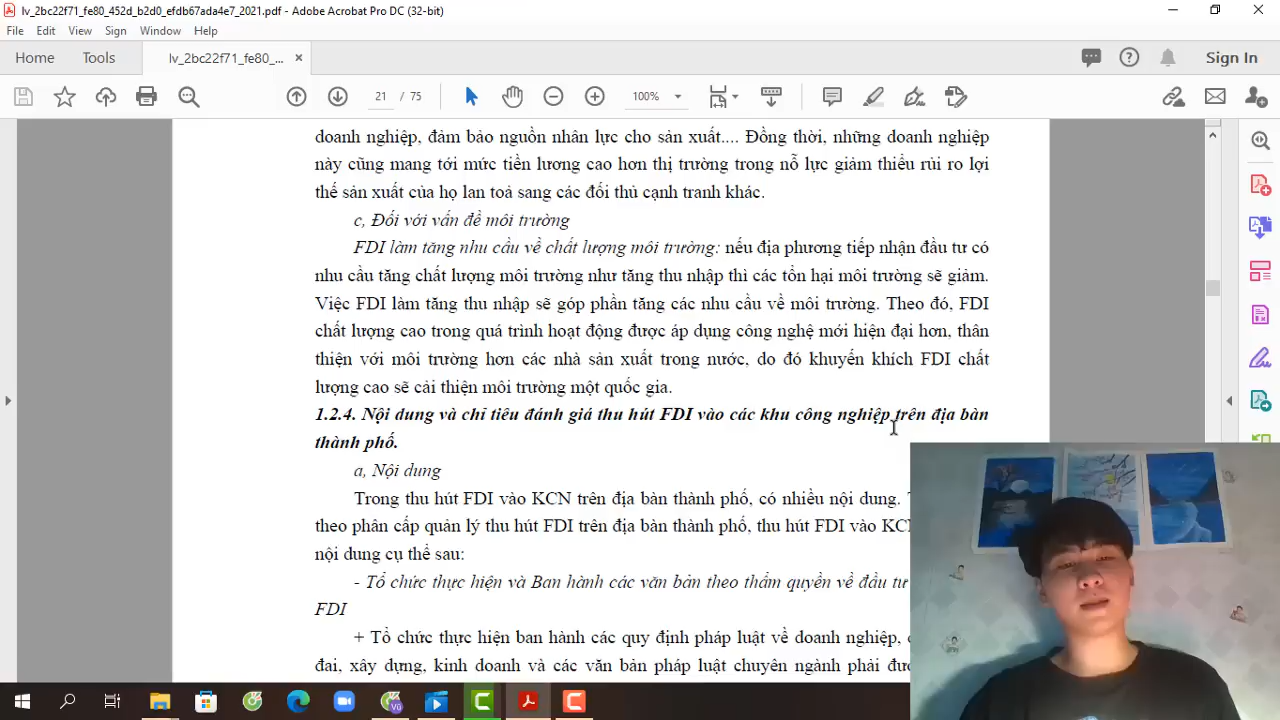 lv_2bc22f71_fe80_452d_b2d0_efdb67ada4e7_2021.pdf - Adobe Acrobat Pro DC (32-bit)
File Edit View Sign Window Help
Home Tools lv_2bc22f71_fe80_... × Sign In
21 / 75 100%
doanh nghiệp, đảm bảo nguồn nhân lực cho sản xuất.... Đồng thời, những doanh nghiệp
này cũng mang tới mức tiền lương cao hơn thị trường trong nỗ lực giảm thiểu rủi ro lợi
thế sản xuất của họ lan toả sang các đối thủ cạnh tranh khác.
c, Đối với vấn đề môi trường
FDI làm tăng nhu cầu về chất lượng môi trường: nếu địa phương tiếp nhận đầu tư có
nhu cầu tăng chất lượng môi trường như tăng thu nhập thì các tổn hại môi trường sẽ giảm.
Việc FDI làm tăng thu nhập sẽ góp phần tăng các nhu cầu về môi trường. Theo đó, FDI
chất lượng cao trong quá trình hoạt động được áp dụng công nghệ mới hiện đại hơn, thân
thiện với môi trường hơn các nhà sản xuất trong nước, do đó khuyến khích FDI chất
lượng cao sẽ cải thiện môi trường một quốc gia.
1.2.4. Nội dung và chỉ tiêu đánh giá thu hút FDI vào các khu công nghiệp trên địa bàn
thành phố.
a, Nội dung
Trong thu hút FDI vào KCN trên địa bàn thành phố, có nhiều nội dung.
theo phân cấp quản lý thu hút FDI trên địa bàn thành phố, thu hút FDI vào KCN
nội dung cụ thể sau:
- Tổ chức thực hiện và Ban hành các văn bản theo thẩm quyền về đầu tư
FDI
+ Tổ chức thực hiện ban hành các quy định pháp luật về doanh nghiệp,
đai, xây dựng, kinh doanh và các văn bản pháp luật chuyên ngành phải